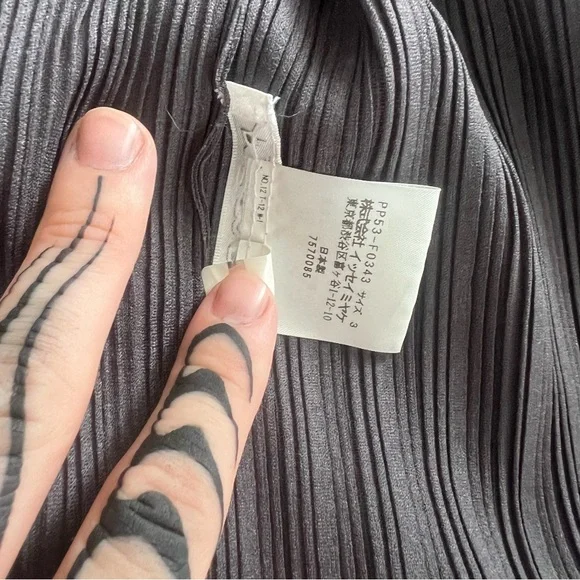 PP53-F0343 サイズ 3
株式会社 イッセイミヤケ
東京都渋谷区富ヶ谷1-12-10
日本製
7570085